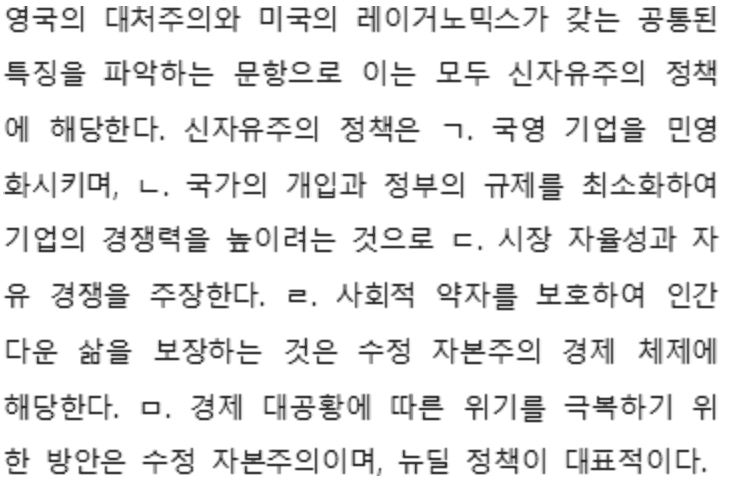 영국의 대처주의와 미국의 레이거노믹스가 갖는 공통된
특징을 파악하는 문항으로 이는 모두 신자유주의 정책
에 해당한다. 신자유주의 정책은 ㄱ. 국영 기업을 민영
화시키며, ㄴ. 국가의 개입과 정부의 규제를 최소화하여
기업의 경쟁력을 높이려는 것으로 ㄷ. 시장 자율성과 자
유 경쟁을 주장한다. ㄹ. 사회적 약자를 보호하여 인간
다운 삶을 보장하는 것은 수정 자본주의 경제 체제에
해당한다. ㅁ. 경제 대공황에 따른 위기를 극복하기 위
한 방안은 수정 자본주의이며, 뉴딜 정책이 대표적이다.